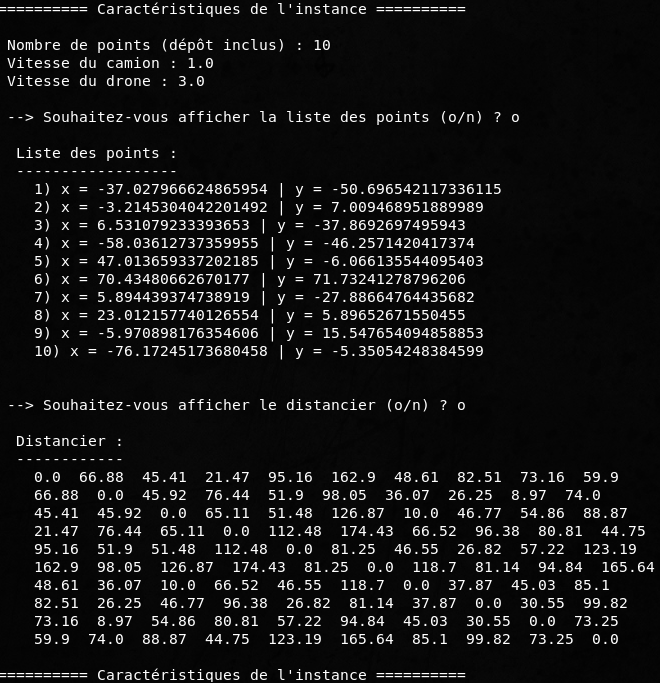 ========== Caractéristiques de l'instance ==========
Nombre de points (dépôt inclus) : 10
Vitesse du camion : 1.0
Vitesse du drone : 3.0
--> Souhaitez-vous afficher la liste des points (o/n) ? o
Liste des points :
------------------
1) x = -37.027966624865954 | y = -50.696542117336115
2) x = -3.2145304042201492 | y = 7.009468951889989
3) x = 6.531079233393653 | y = -37.8692697495943
4) x = -58.03612737359955 | y = -46.2571420417374
5) x = 47.013659337202185 | y = -6.066135544095403
6) x = 70.43480662670177 | y = 71.73241278796206
7) x = 5.894439374738919 | y = -27.88664764435682
8) x = 23.012157740126554 | y = 5.89652671550455
9) x = -5.970898176354606 | y = 15.547654094858853
10) x = -76.17245173680458 | y = -5.35054248384599
--> Souhaitez-vous afficher le distancier (o/n) ? o
Distancier :
------------
0.0 66.88 45.41 21.47 95.16 162.9 48.61 82.51 73.16 59.9
66.88 0.0 45.92 76.44 51.9 98.05 36.07 26.25 8.97 74.0
45.41 45.92 0.0 65.11 51.48 126.87 10.0 46.77 54.86 88.87
21.47 76.44 65.11 0.0 112.48 174.43 66.52 96.38 80.81 44.75
95.16 51.9 51.48 112.48 0.0 81.25 46.55 26.82 57.22 123.19
162.9 98.05 126.87 174.43 81.25 0.0 118.7 81.14 94.84 165.64
48.61 36.07 10.0 66.52 46.55 118.7 0.0 37.87 45.03 85.1
82.51 26.25 46.77 96.38 26.82 81.14 37.87 0.0 30.55 99.82
73.16 8.97 54.86 80.81 57.22 94.84 45.03 30.55 0.0 73.25
59.9 74.0 88.87 44.75 123.19 165.64 85.1 99.82 73.25 0.0
========== Caractéristiques de l'instance ==========